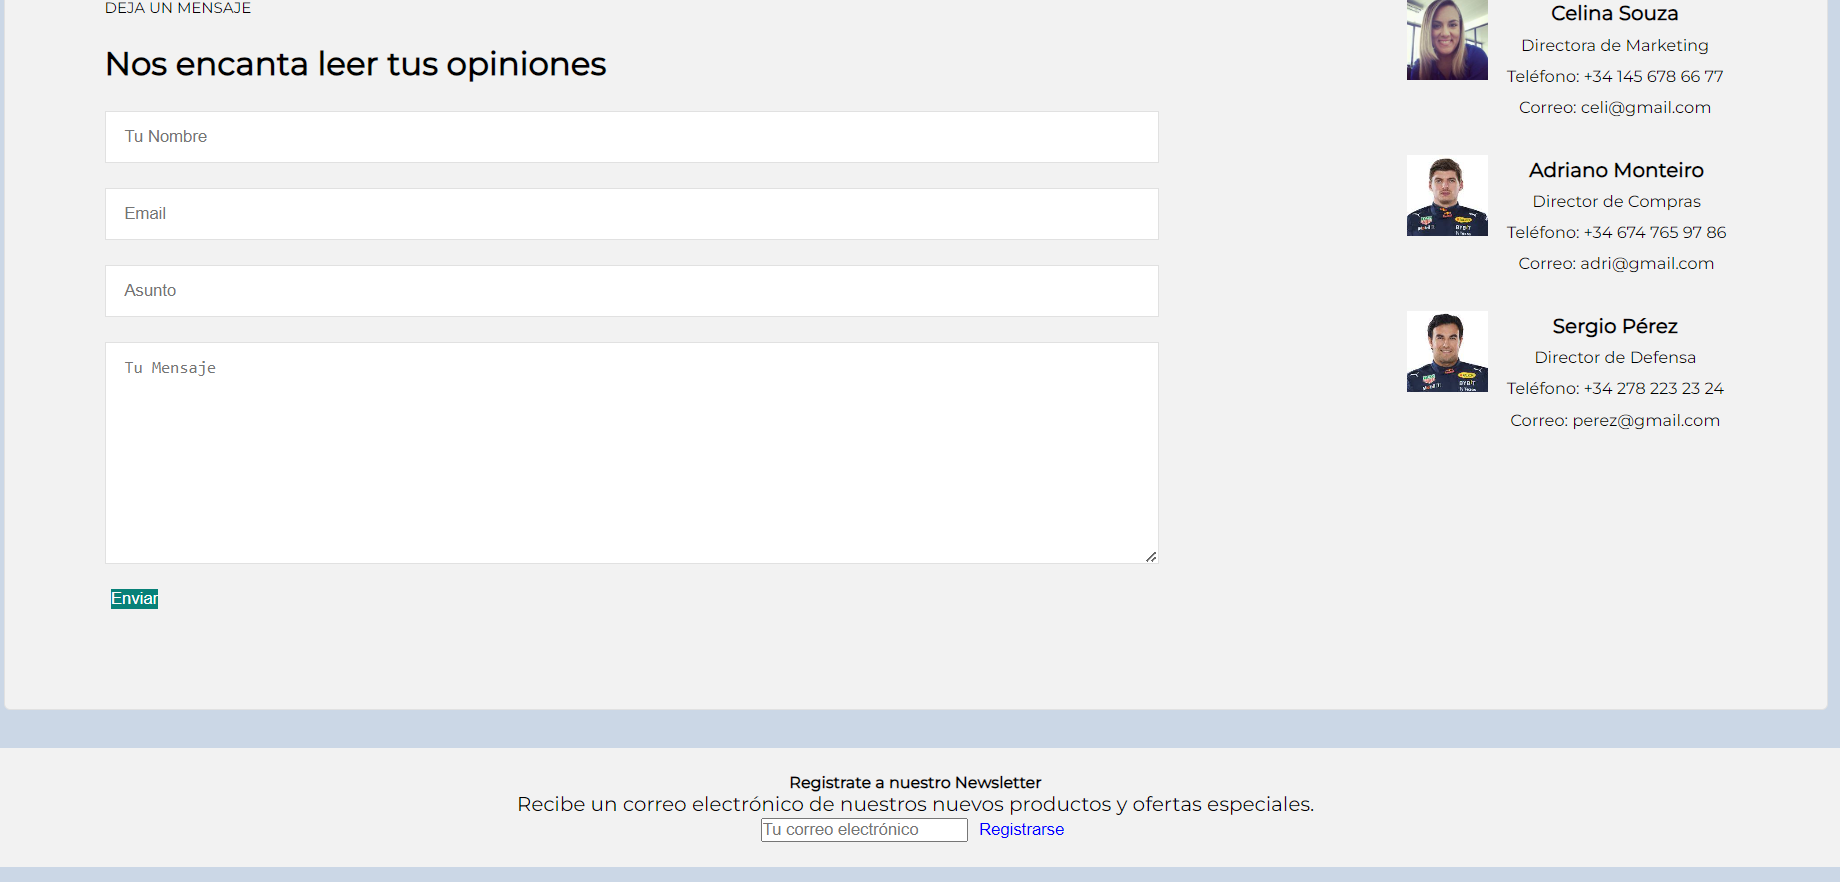 DEJA UN MENSAJE
Nos encanta leer tus opiniones
Tu Nombre
Email
Asunto
Tu Mensaje
Enviar
Celina Souza
Directora de Marketing
Teléfono: +34 145 678 66 77
Correo: celi@gmail.com
Adriano Monteiro
Director de Compras
Teléfono: +34 674 765 97 86
Correo: adri@gmail.com
Sergio Pérez
Director de Defensa
Teléfono: +34 278 223 23 24
Correo: perez@gmail.com
Registrate a nuestro Newsletter
Recibe un correo electrónico de nuestros nuevos productos y ofertas especiales.
Tu correo electrónico
Registrarse